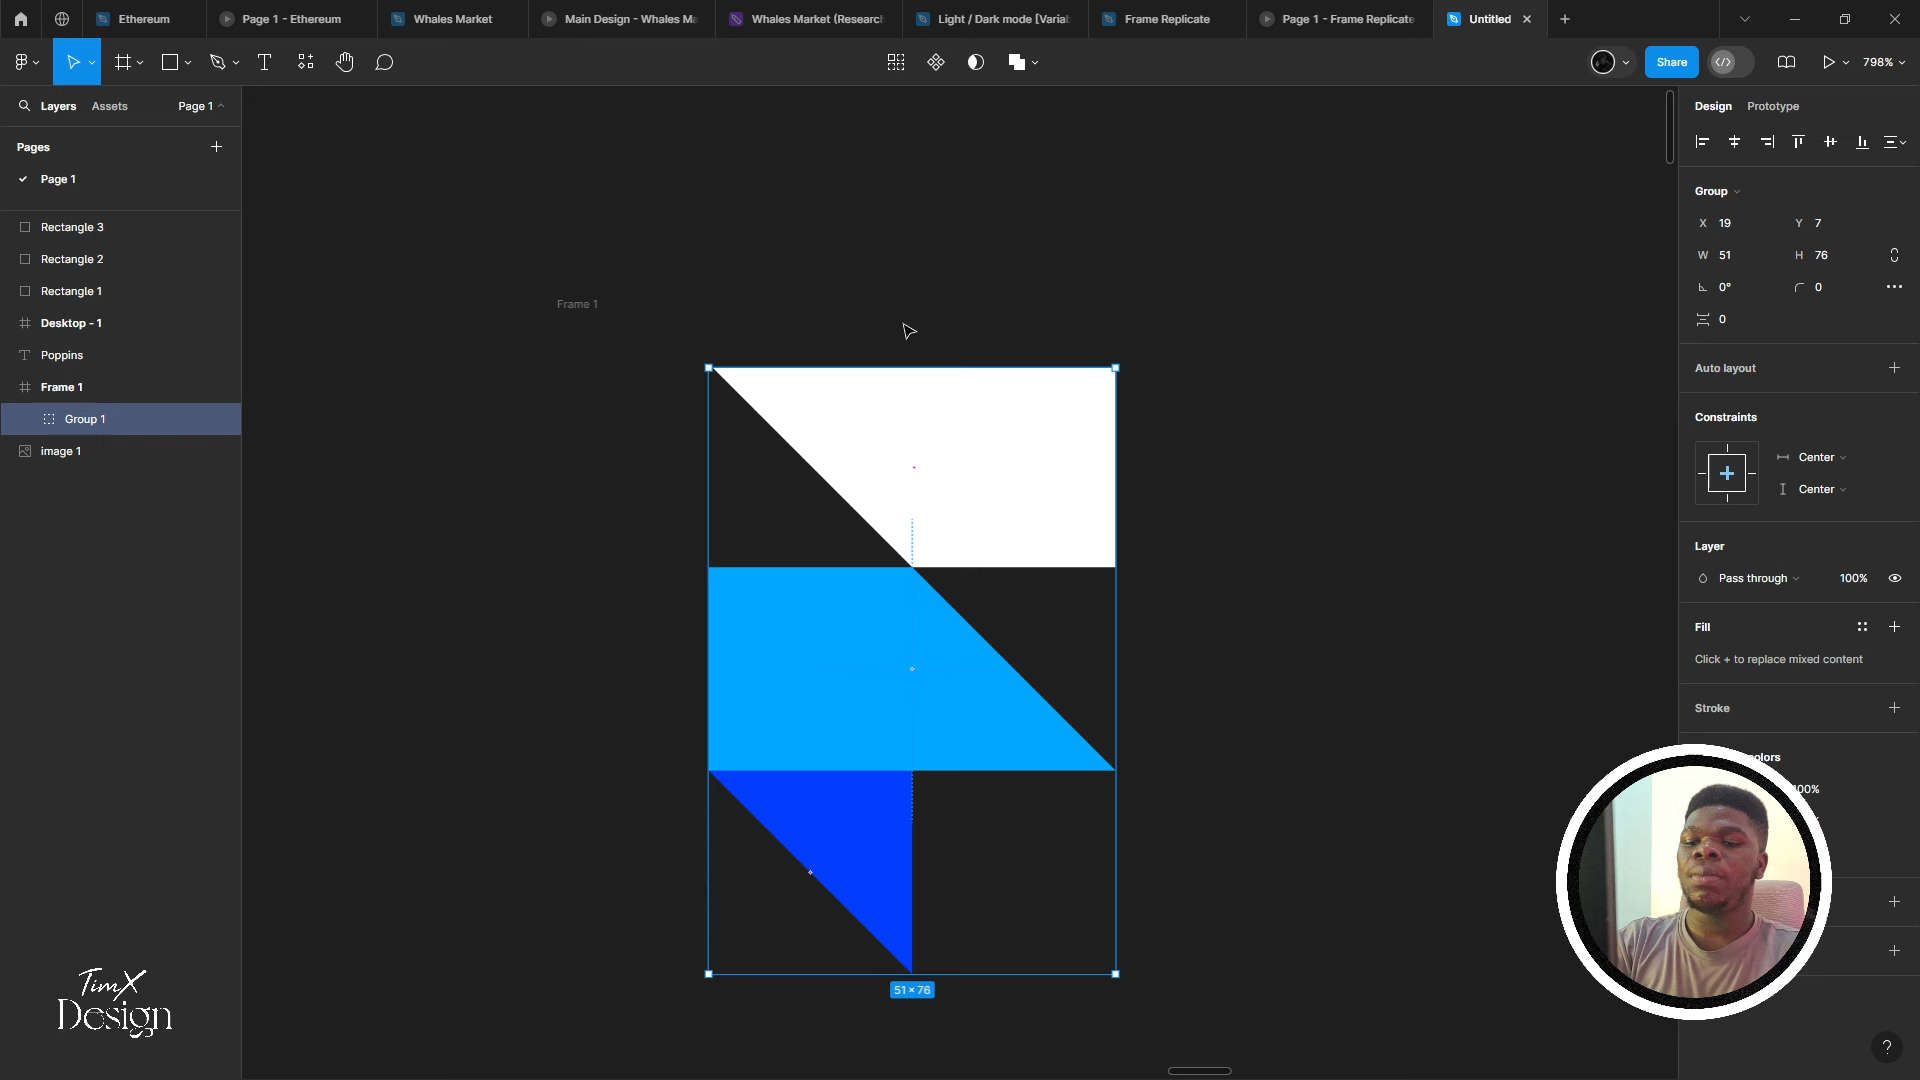 Ethereum
Page 1 - Ethereum
Whales Market
Main Design - Whales Ma
Whales Market (Research
Light / Dark mode [Varial
Frame Replicate
Page 1 - Frame Replicate
Untitled
Share
798%
Layers
Assets
Page 1
Design
Prototype
Pages
Page 1
Group
X 19
Y 7
Rectangle 3
Rectangle 2
W 51
H 76
Rectangle 1
0°
0
Frame 1
Desktop - 1
0
Poppins
Auto layout
Frame 1
Group 1
Constraints
image 1
Center
Center
Layer
Pass through
100%
Fill
Click + to replace mixed content
Stroke
olors
100%
51 × 76
TimX
Design
?